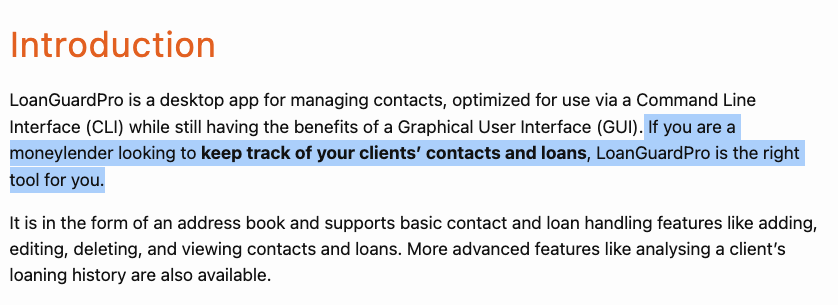 Introduction
LoanGuardPro is a desktop app for managing contacts, optimized for use via a Command Line
Interface (CLI) while still having the benefits of a Graphical User Interface (GUI). If you are a
moneylender looking to keep track of your clients’ contacts and loans, LoanGuardPro is the right
tool for you.
It is in the form of an address book and supports basic contact and loan handling features like adding,
editing, deleting, and viewing contacts and loans. More advanced features like analysing a client’s
loaning history are also available.